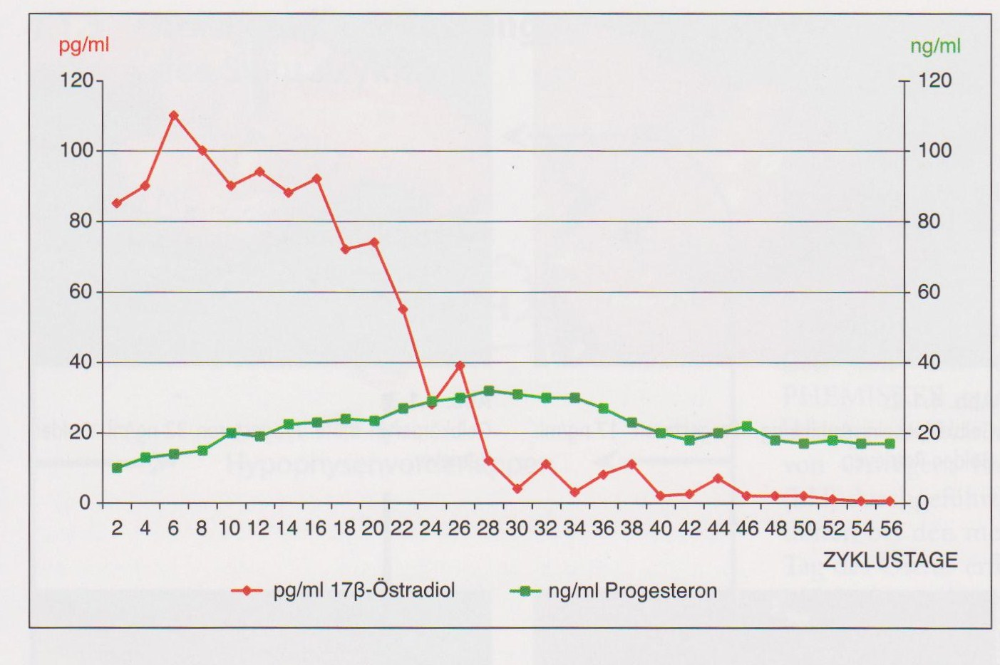 pg/ml ng/ml
120 120
100 100
80 80
60 60
40 40
20 20
0 0
2 4 6 8 10 12 14 16 18 20 22 24 26 28 30 32 34 36 38 40 42 44 46 48 50 52 54 56
ZYKLUSTAGE
pg/ml 17β-Östradiol ng/ml Progesteron
Hypophysenvorderlappe